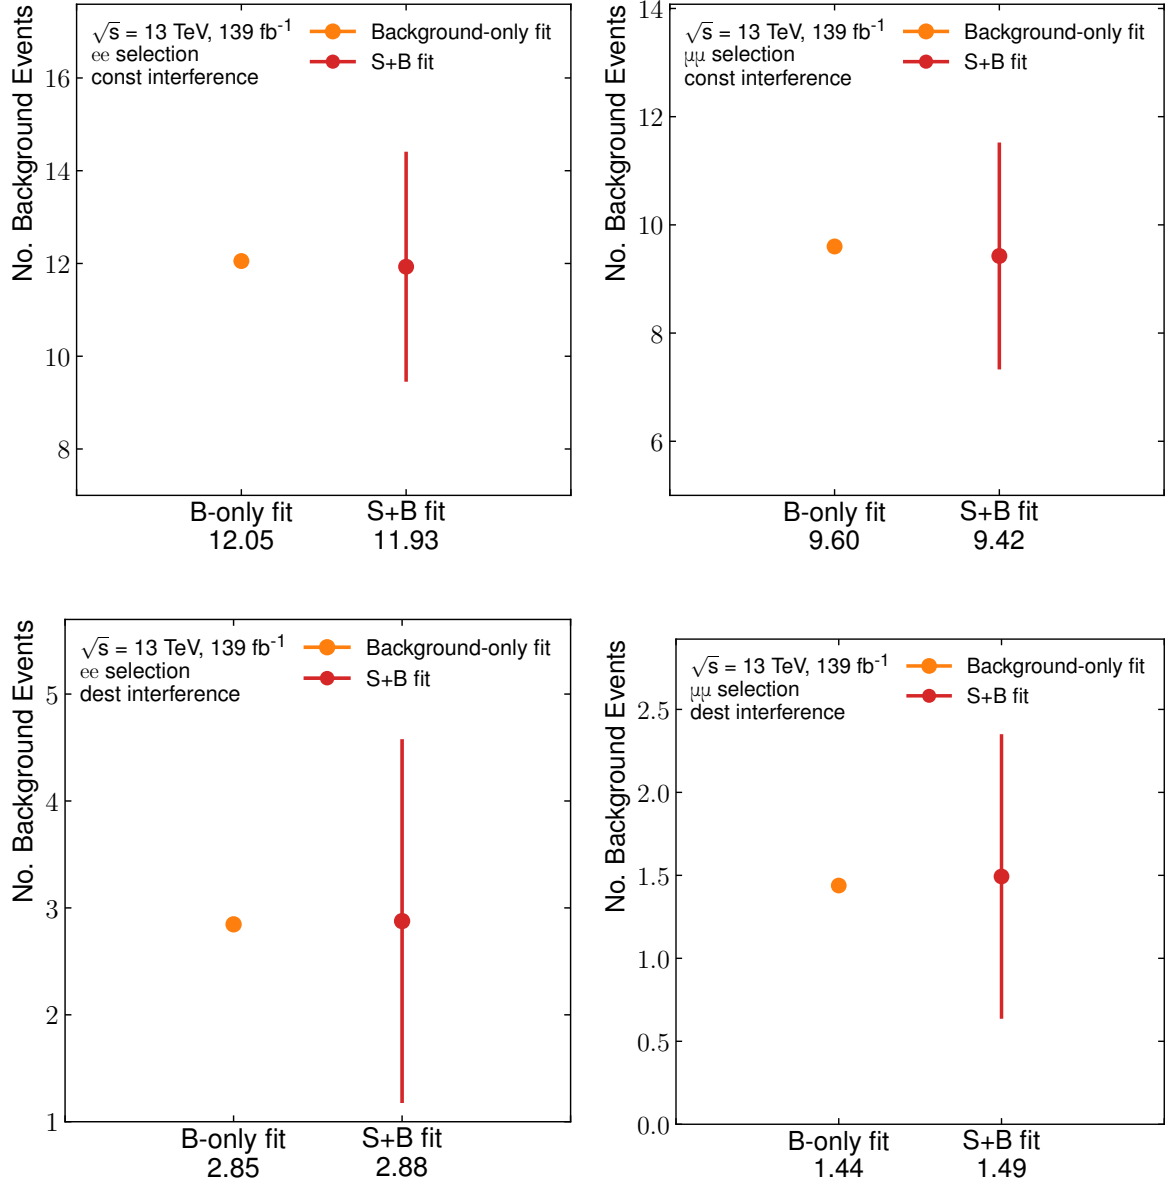 No. Background Events
√s = 13 TeV, 139 fb-1
ee selection
const interference
Background-only fit
S+B fit
16
14
12
10
8
B-only fit
12.05
S+B fit
11.93
No. Background Events
√s = 13 TeV, 139 fb-1
μμ selection
const interference
Background-only fit
S+B fit
14
12
10
8
6
B-only fit
9.60
S+B fit
9.42
No. Background Events
√s = 13 TeV, 139 fb-1
ee selection
dest interference
Background-only fit
S+B fit
5
4
3
2
1
B-only fit
2.85
S+B fit
2.88
No. Background Events
√s = 13 TeV, 139 fb-1
μμ selection
dest interference
Background-only fit
S+B fit
2.5
2.0
1.5
1.0
0.5
0.0
B-only fit
1.44
S+B fit
1.49